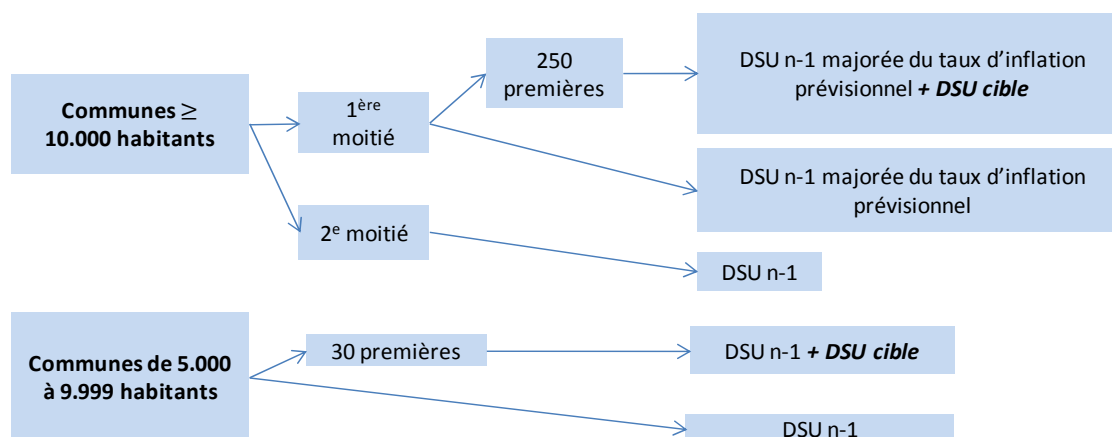 Communes ≥
10.000 habitants
1ère
moitié
250
premières
DSU n-1 majorée du taux d'inflation
prévisionnel + DSU cible
DSU n-1 majorée du taux d'inflation
prévisionnel
2e moitié
DSU n-1
Communes de 5.000
à 9.999 habitants
30 premières
DSU n-1 + DSU cible
DSU n-1